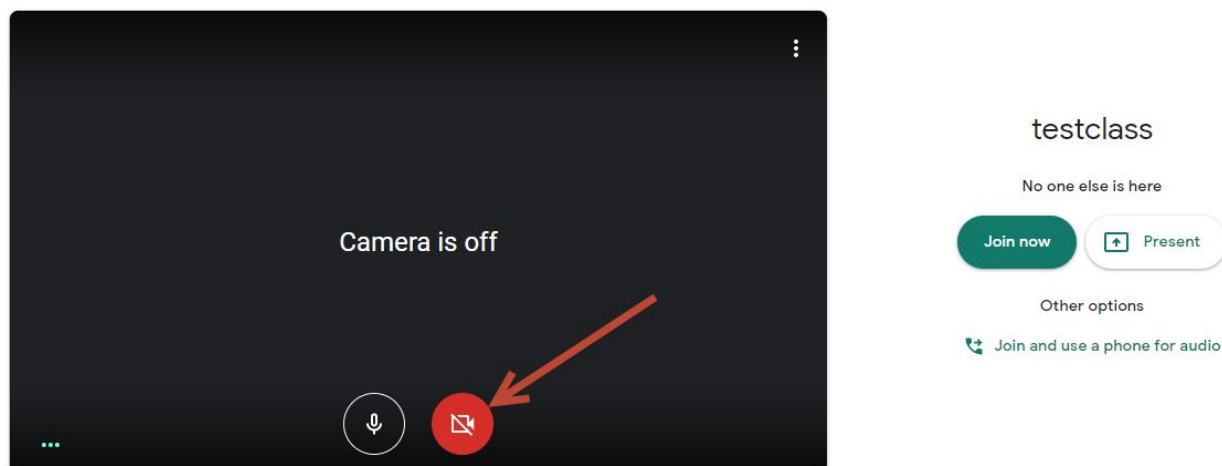 Camera is off
testclass
No one else is here
Join now
Present
Other options
Join and use a phone for audio